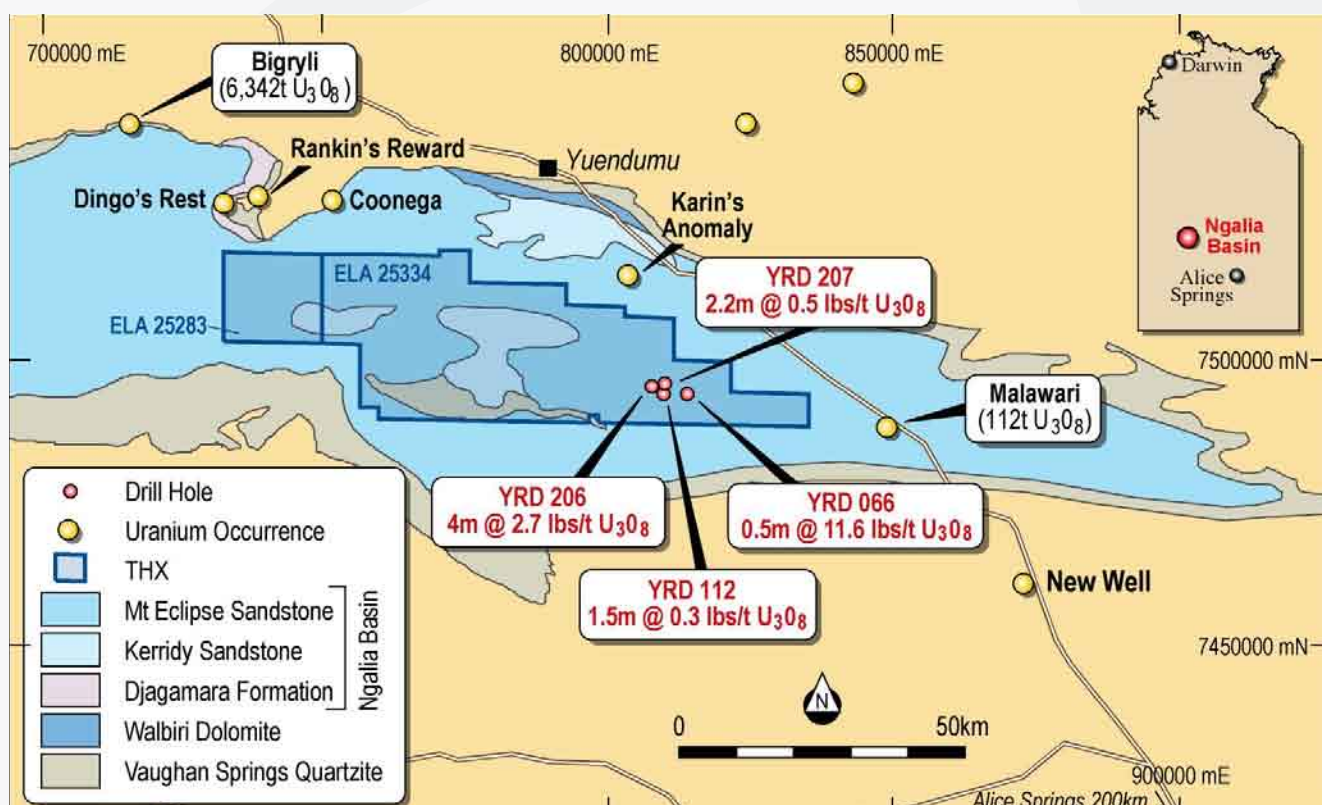 700000 mE
800000 mE
850000 mE
Bigryli
(6,342t U₃O₈)
Darwin
Rankin's Reward
Yuendumu
Dingo's Rest
Coonega
Karin's
Anomaly
Ngalia
Basin
Alice
Springs
ELA 25334
YRD 207
2.2m @ 0.5 lbs/t U₃O₈
ELA 25283
7500000 mN
Malawari
(112t U₃O₈)
YRD 206
4m @ 2.7 lbs/t U₃O₈
YRD 066
0.5m @ 11.6 lbs/t U₃O₈
YRD 112
1.5m @ 0.3 lbs/t U₃O₈
New Well
7450000 mN
Drill Hole
Uranium Occurrence
THX
Mt Eclipse Sandstone
Kerridy Sandstone
Djagamara Formation
Ngalia Basin
Walbiri Dolomite
Vaughan Springs Quartzite
N
0
50km
900000 mE
Alice Springs 200km